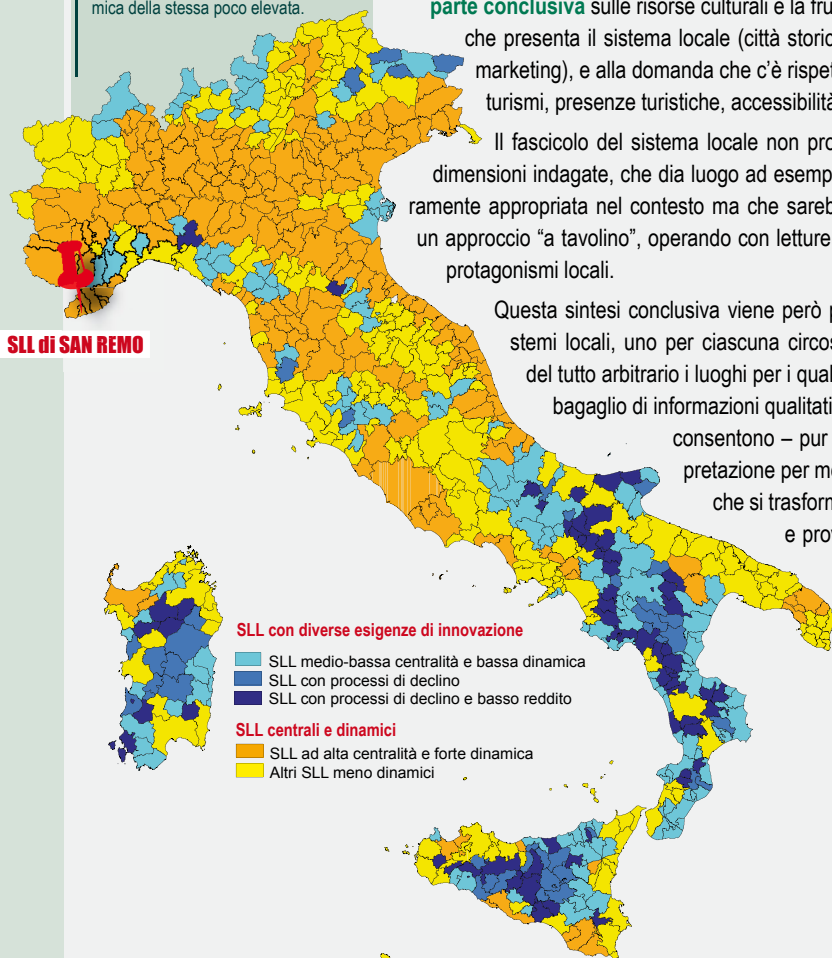 mica della stessa poco elevata.
parte conclusiva sulle risorse culturali e la fru
che presenta il sistema locale (città storic
marketing), e alla domanda che c'è rispet
turismi, presenze turistiche, accessibilità
Il fascicolo del sistema locale non pro
dimensioni indagate, che dia luogo ad esemp
ramente appropriata nel contesto ma che sareb
un approccio “a tavolino”, operando con letture
protagonismi locali.
Questa sintesi conclusiva viene però p
stemi locali, uno per ciascuna circos
del tutto arbitrario i luoghi per i qual
bagaglio di informazioni qualitati
consentono – pur
pretazione per me
che si trasform
e prov
SLL di SAN REMO
SLL con diverse esigenze di innovazione
SLL medio-bassa centralità e bassa dinamica
SLL con processi di declino
SLL con processi di declino e basso reddito
SLL centrali e dinamici
SLL ad alta centralità e forte dinamica
Altri SLL meno dinamici